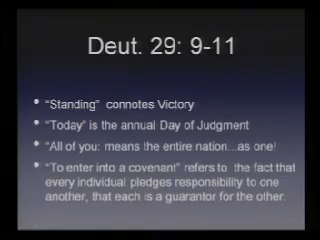 Deut. 29: 9-11
• “Standing” connotes Victory
• “Today” is the annual Day of Judgment
• “All of you: means the entire nation...as one!
• “To enter into a covenant” refers to the fact that
every individual pledges responsibility to one
another, that each is a guarantor for the other.